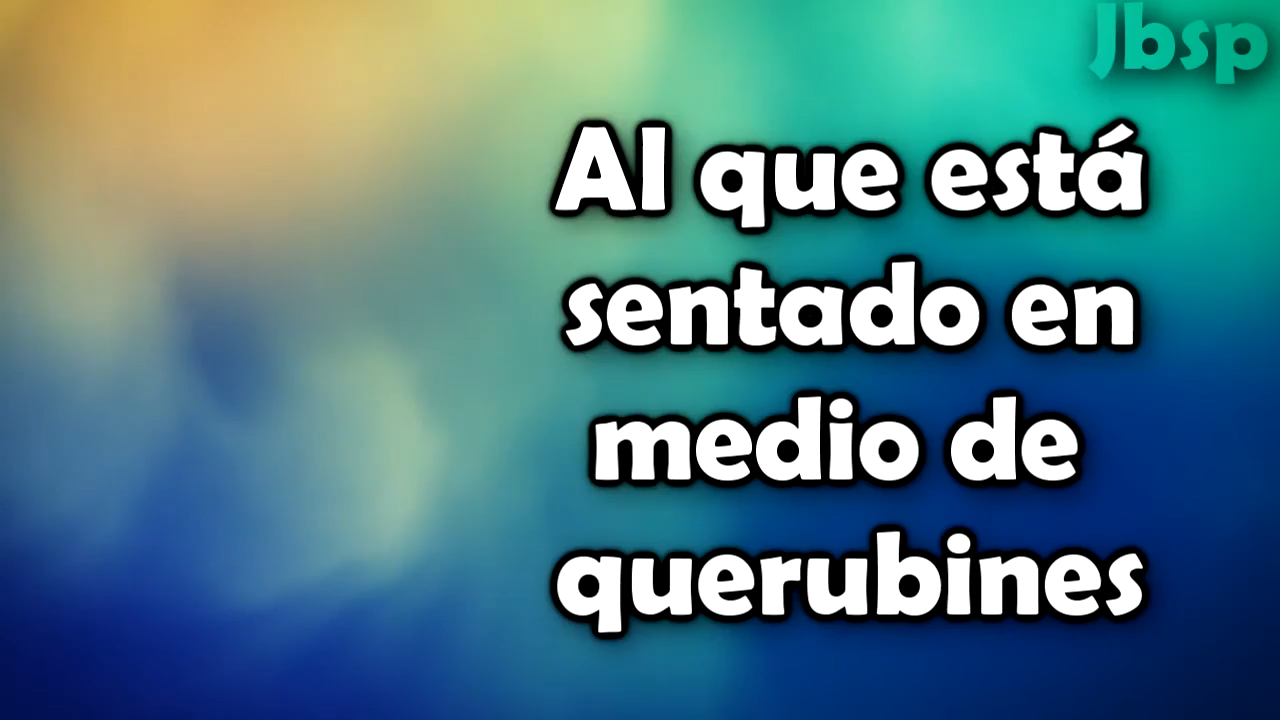 Jbsp
Al que está
sentado en
medio de
querubines